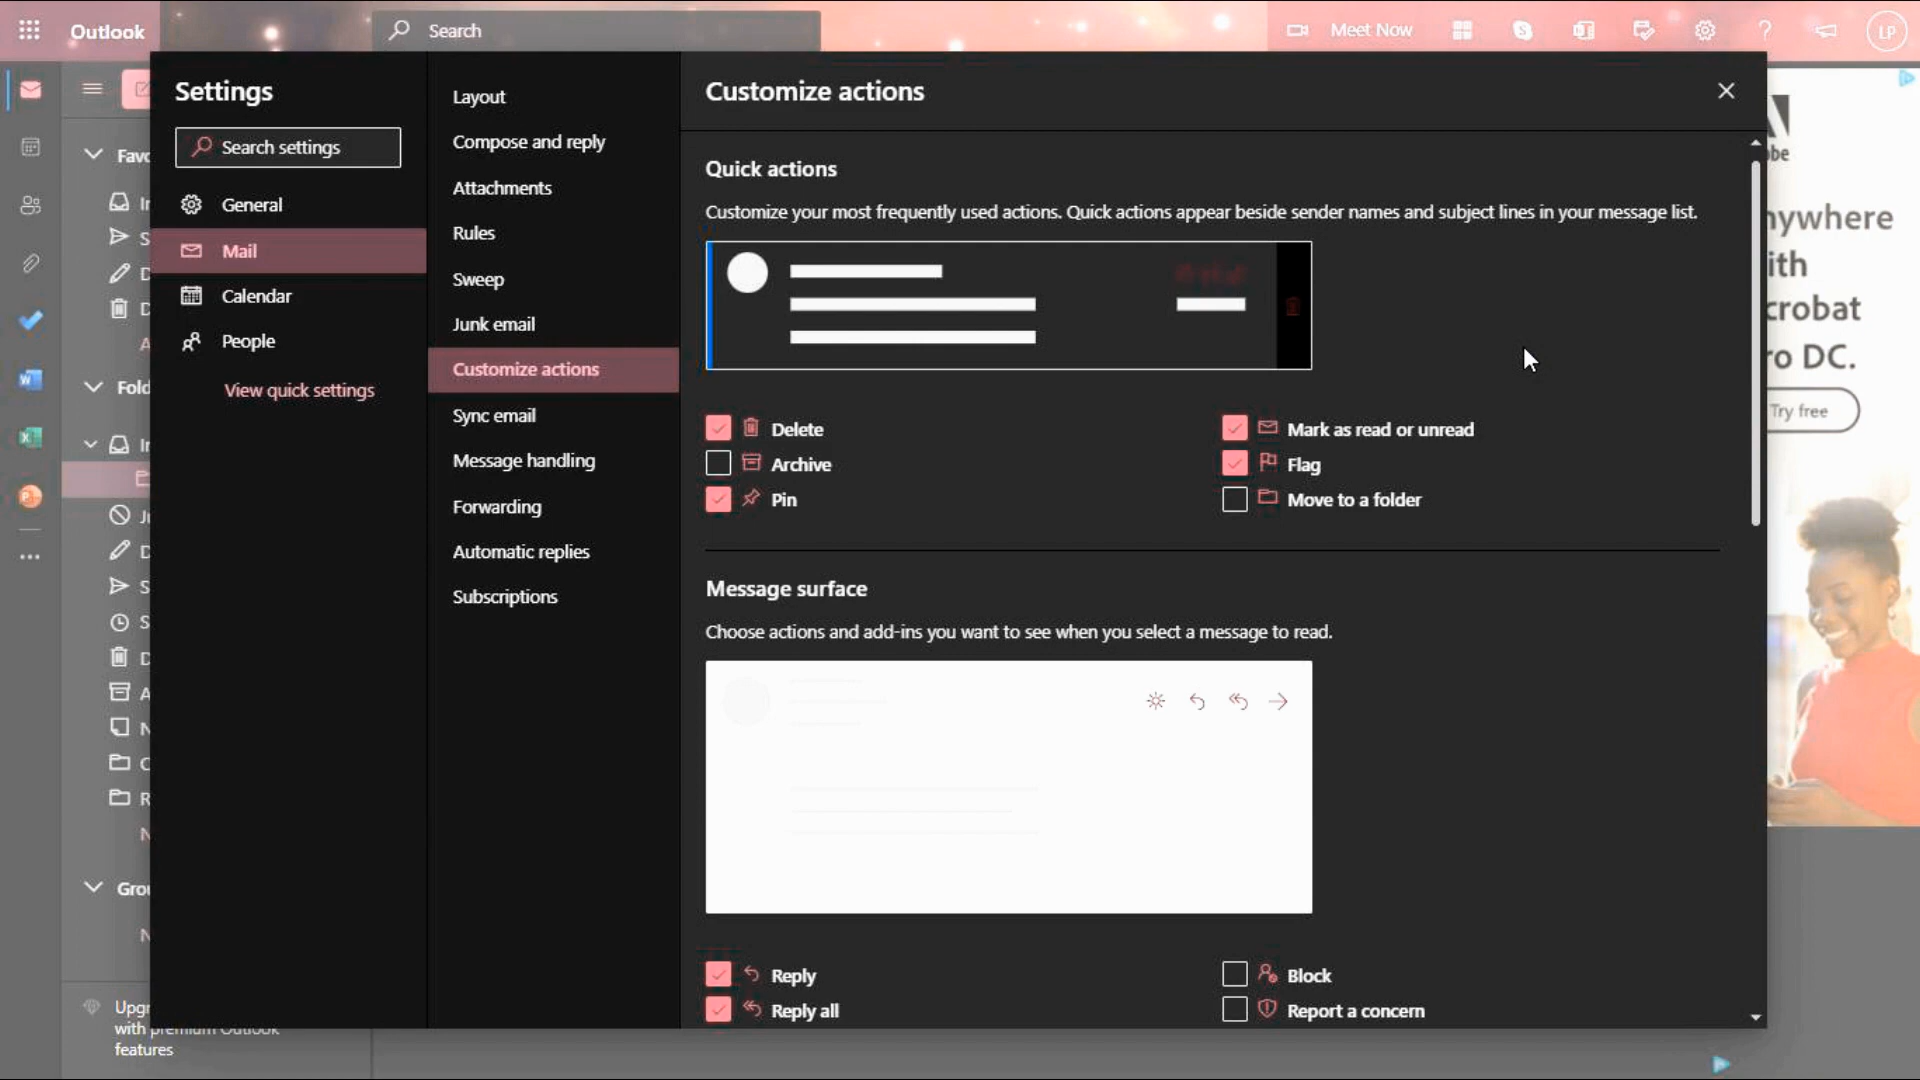 Outlook
Search
Meet Now
LP
Settings
Search settings
General
Mail
Calendar
People
View quick settings
Layout
Compose and reply
Attachments
Rules
Sweep
Junk email
Customize actions
Sync email
Message handling
Forwarding
Automatic replies
Subscriptions
Customize actions
Quick actions
Customize your most frequently used actions. Quick actions appear beside sender names and subject lines in your message list.
Delete
Archive
Pin
Mark as read or unread
Flag
Move to a folder
Message surface
Choose actions and add-ins you want to see when you select a message to read.
Reply
Reply all
Block
Report a concern
with premium Outlook
features
DC.
Try free